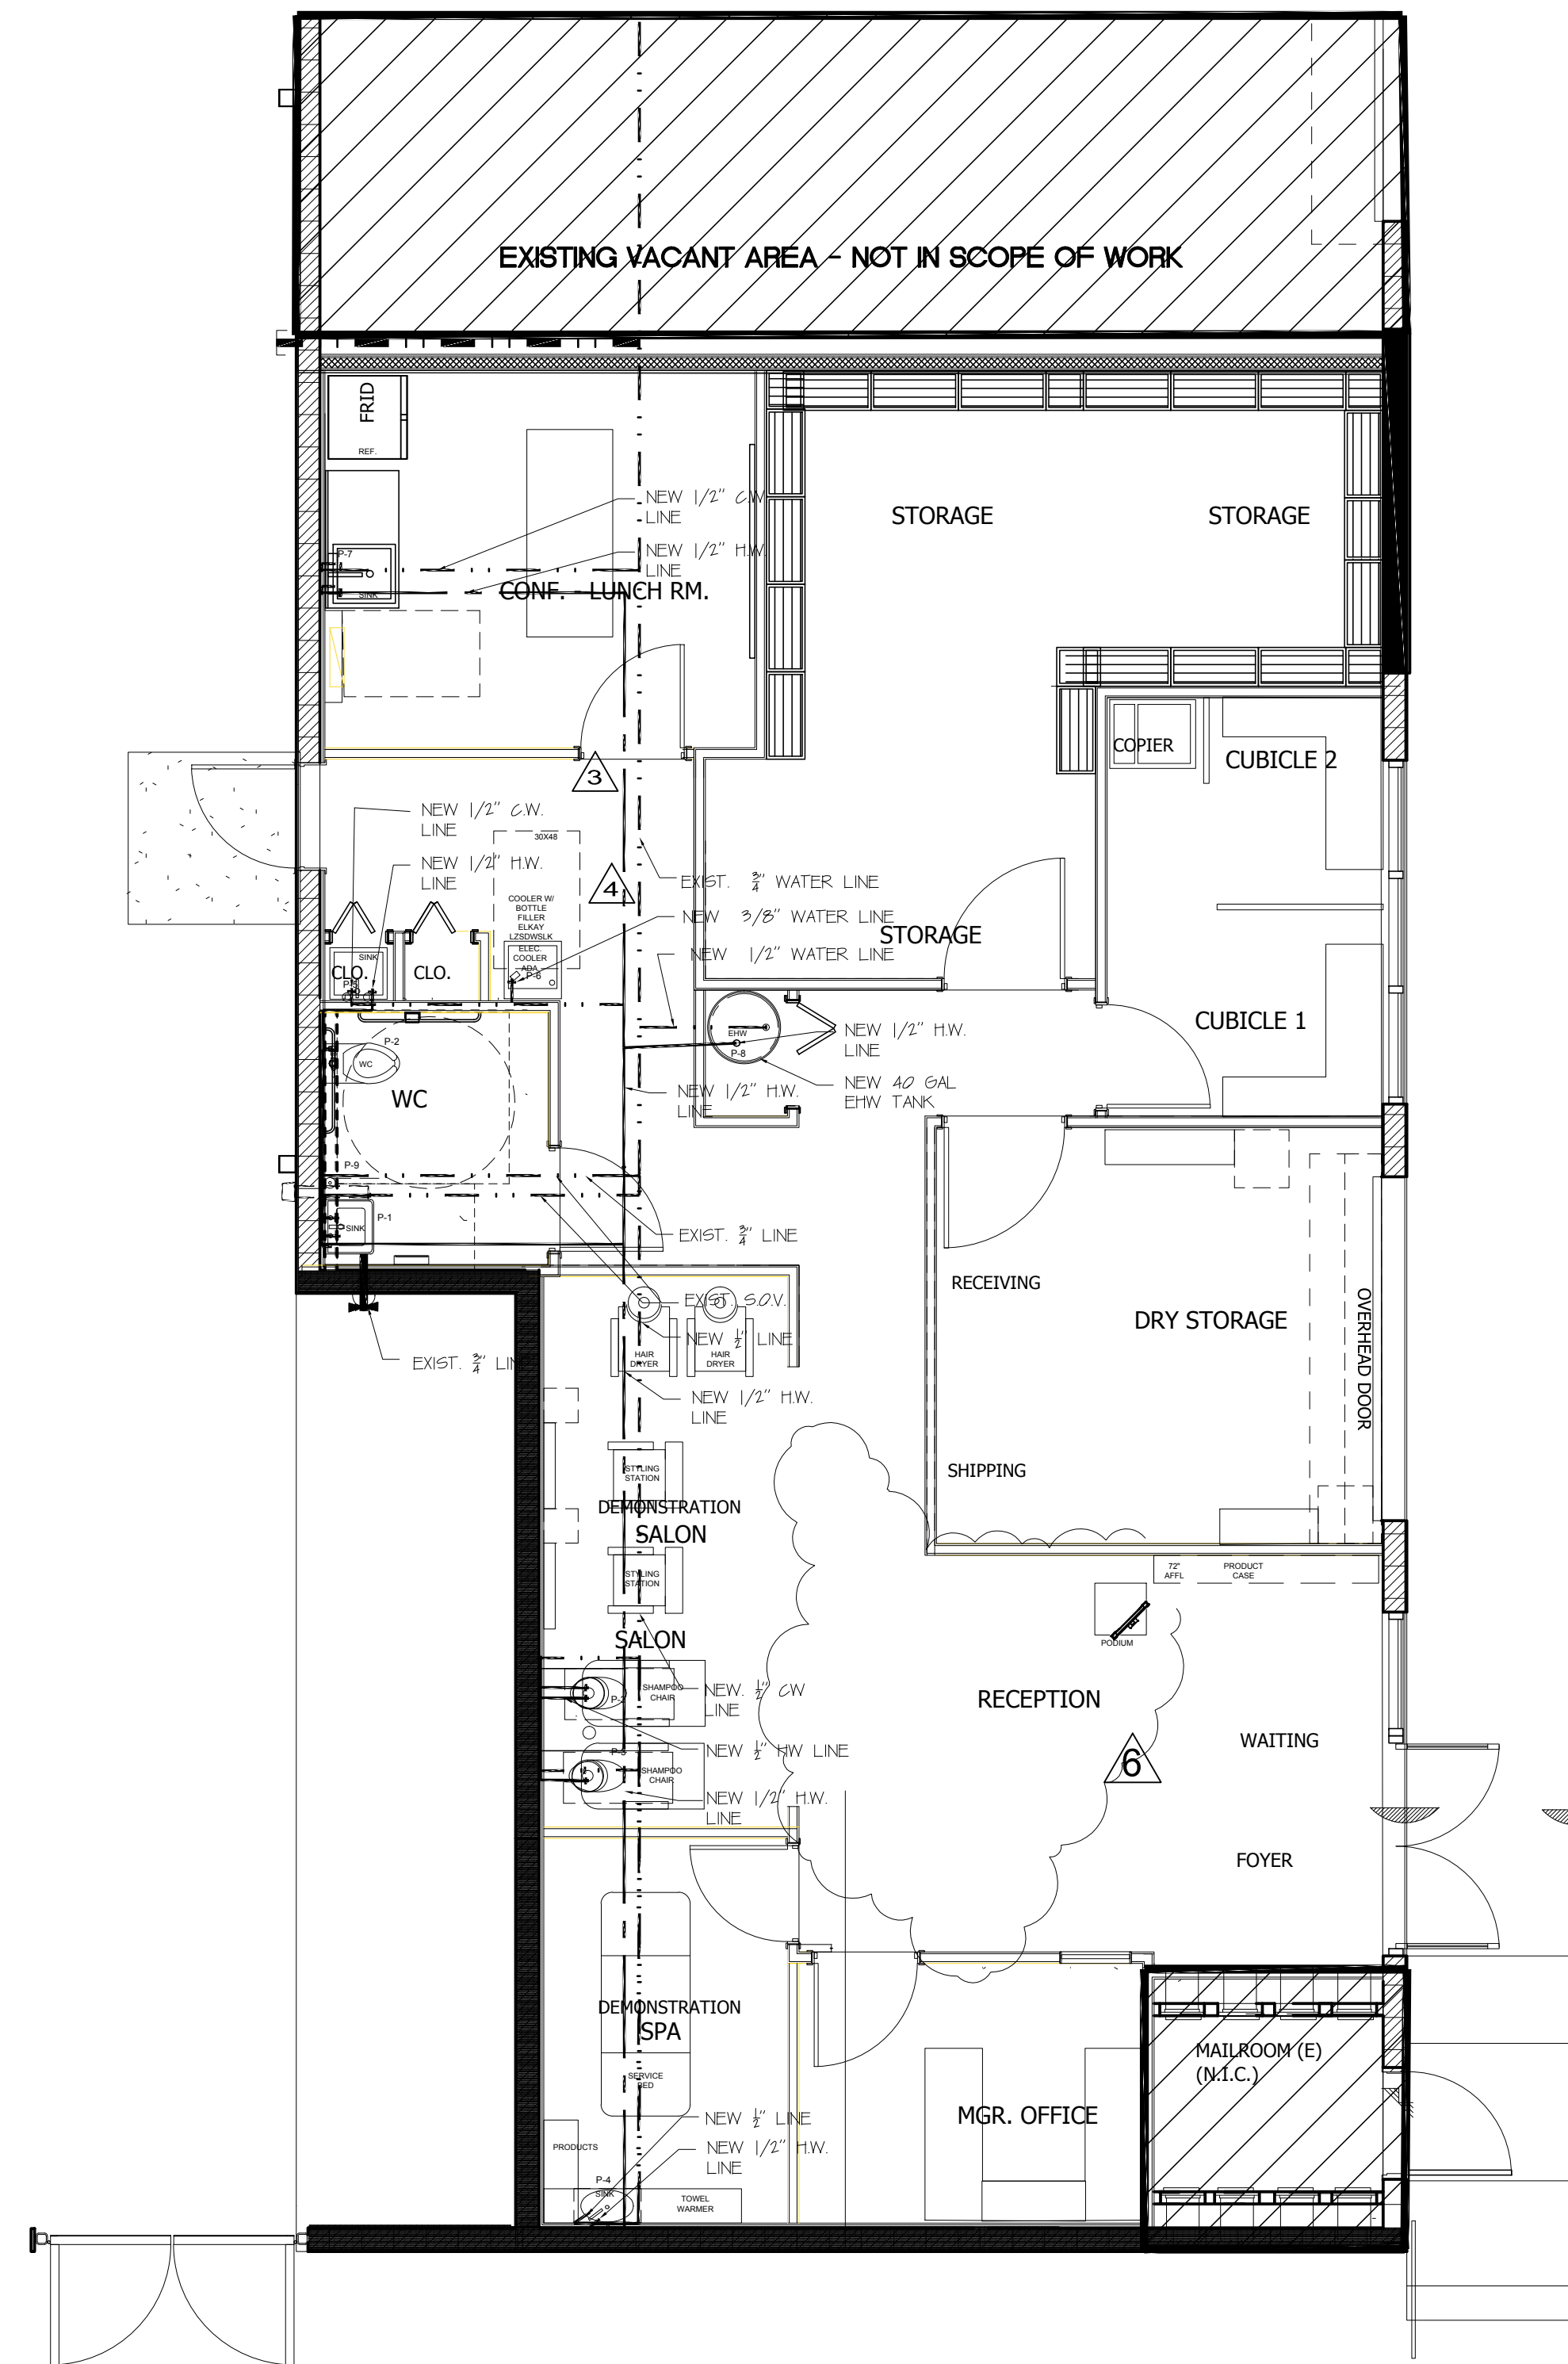 EXISTING VACANT AREA - NOT IN SCOPE OF WORK
FRID
REF.
NEW 1/2" C.W.
LINE
STORAGE
STORAGE
P-7
NEW 1/2" H.W.
LINE
SINK
CONF. - LUNCH RM.
COPIER
CUBICLE 2
3
NEW 1/2" C.W.
LINE
30X48
NEW 1/2" H.W.
LINE
4
EXIST. 3/4" WATER LINE
COOLER W/
BOTTLE
FILLER
ELKAY
LZSDWSLK
NEW 3/8" WATER LINE
STORAGE
ELEC.
COOLER
ADA
P-6
NEW 1/2" WATER LINE
SINK
CLO.
CLO.
CUBICLE 1
EHW
P-8
NEW 1/2" H.W.
LINE
P-2
WC
WC
NEW 1/2" H.W.
LINE
NEW 40 GAL
EHW TANK
P-9
P-1
SINK
EXIST. 3/4" LINE
RECEIVING
EXIST. S.O.V.
DRY STORAGE
OVERHEAD DOOR
NEW 1/2" LINE
HAIR
DRYER
HAIR
DRYER
EXIST. 3/4" LINE
NEW 1/2" H.W.
LINE
STYLING
STATION
SHIPPING
DEMONSTRATION
SALON
STYLING
STATION
72"
AFFL
PRODUCT
CASE
PODIUM
SALON
SHAMPOO
CHAIR
NEW. 1/2" CW
LINE
RECEPTION
WAITING
NEW 1/2" HW LINE
6
P-3
SHAMPOO
CHAIR
NEW 1/2" H.W.
LINE
FOYER
DEMONSTRATION
SPA
SERVICE
BED
MAILROOM (E)
(N.I.C.)
MGR. OFFICE
NEW 1/2" LINE
PRODUCTS
NEW 1/2" H.W.
LINE
P-4
SINK
TOWEL
WARMER